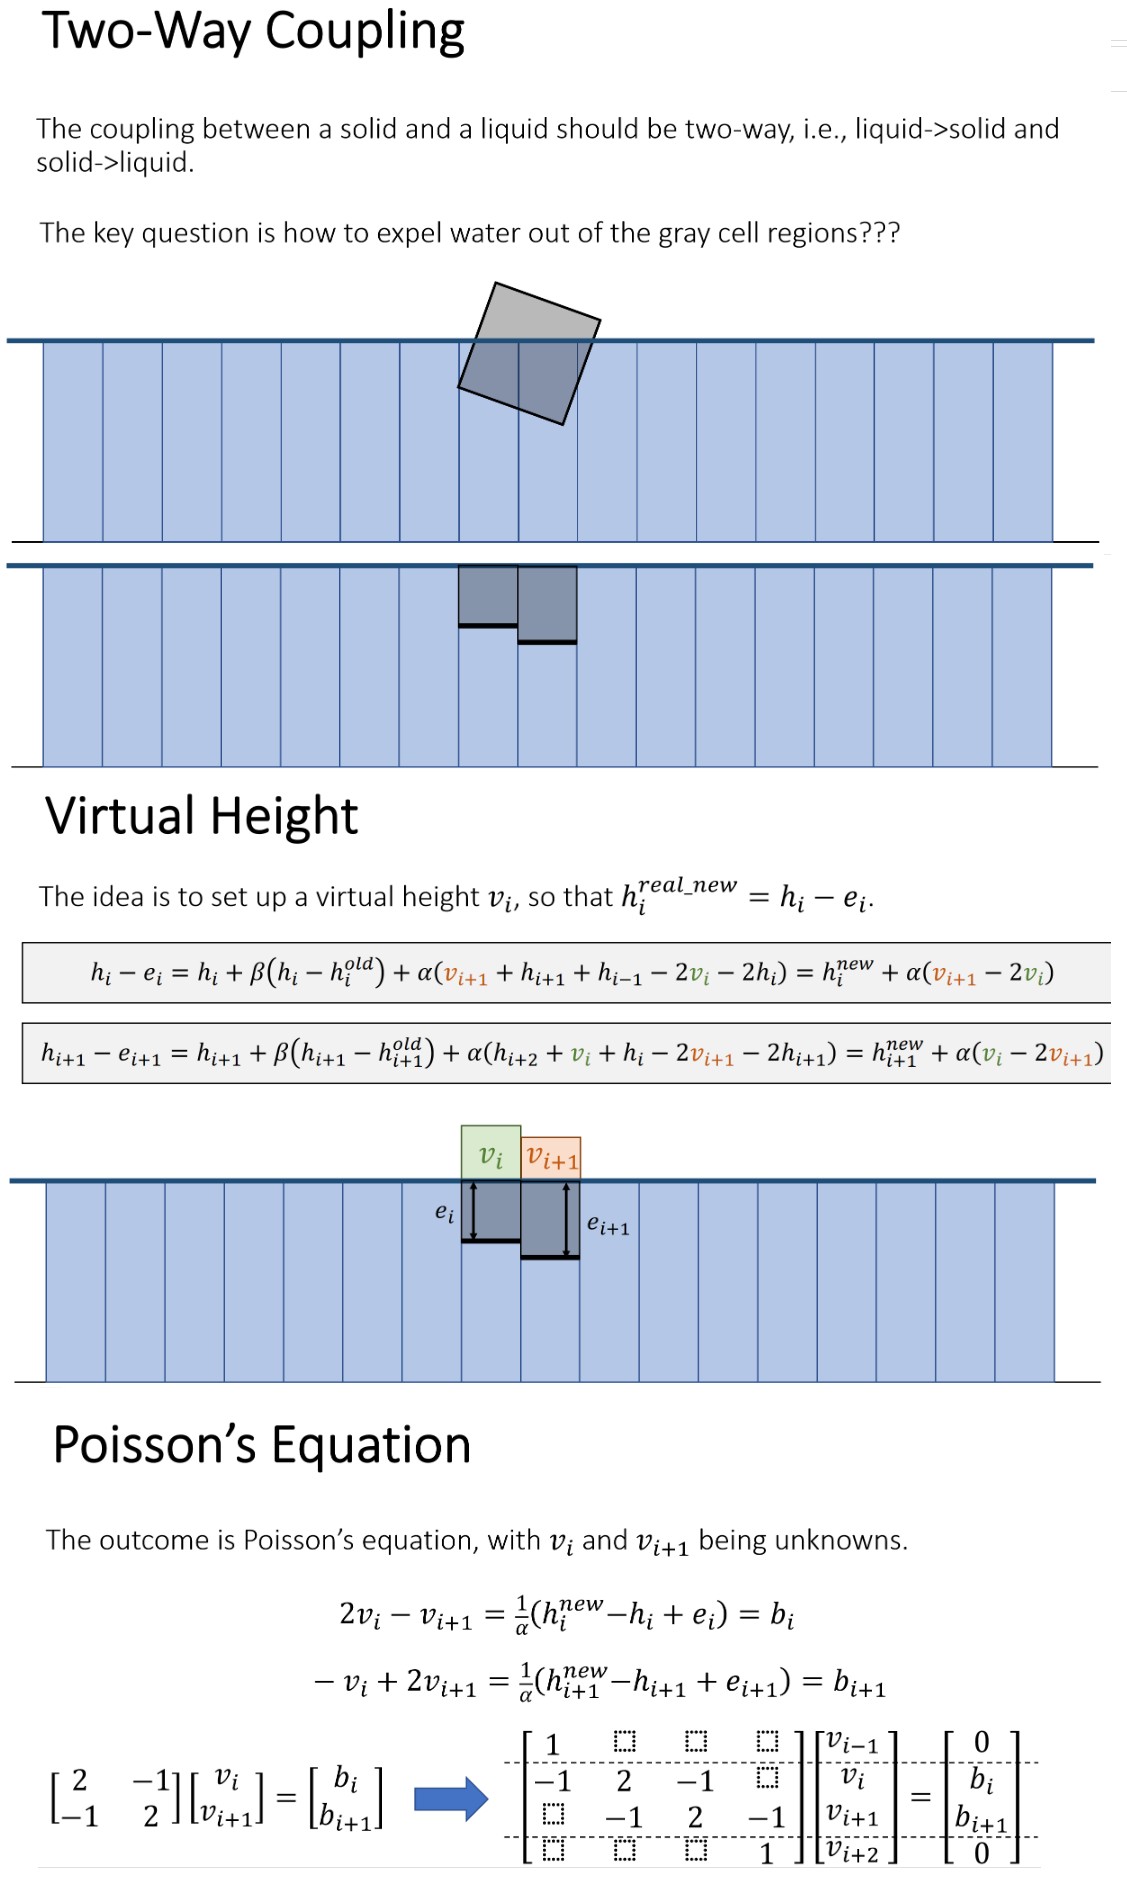 Two-Way Coupling
The coupling between a solid and a liquid should be two-way, i.e., liquid->solid and
solid->liquid.
The key question is how to expel water out of the gray cell regions???
Virtual Height
The idea is to set up a virtual height $v_i$, so that $h_i^{real\_new} = h_i - e_i$.
$h_i - e_i = h_i + \beta(h_i - h_i^{old}) + \alpha(v_{i+1} + h_{i+1} + h_{i-1} - 2v_i - 2h_i) = h_i^{new} + \alpha(v_{i+1} - 2v_i)$
$h_{i+1} - e_{i+1} = h_{i+1} + \beta(h_{i+1} - h_{i+1}^{old}) + \alpha(h_{i+2} + v_i + h_i - 2v_{i+1} - 2h_{i+1}) = h_{i+1}^{new} + \alpha(v_i - 2v_{i+1})$
$v_i$ $v_{i+1}$
$e_i$ $e_{i+1}$
Poisson’s Equation
The outcome is Poisson’s equation, with $v_i$ and $v_{i+1}$ being unknowns.
$2v_i - v_{i+1} = \frac{1}{\alpha}(h_i^{new} - h_i + e_i) = b_i$
$-v_i + 2v_{i+1} = \frac{1}{\alpha}(h_{i+1}^{new} - h_{i+1} + e_{i+1}) = b_{i+1}$
$\begin{bmatrix} 2 & -1 \\ -1 & 2 \end{bmatrix} \begin{bmatrix} v_i \\ v_{i+1} \end{bmatrix} = \begin{bmatrix} b_i \\ b_{i+1} \end{bmatrix}$ $\begin{bmatrix} 1 & ⬚ & ⬚ & ⬚ \\ -1 & 2 & -1 & ⬚ \\ ⬚ & -1 & 2 & -1 \\ ⬚ & ⬚ & ⬚ & 1 \end{bmatrix} \begin{bmatrix} v_{i-1} \\ v_i \\ v_{i+1} \\ v_{i+2} \end{bmatrix} = \begin{bmatrix} 0 \\ b_i \\ b_{i+1} \\ 0 \end{bmatrix}$